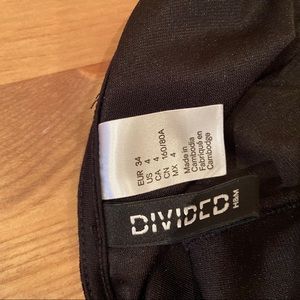 EUR 34
US 4
CA 4
CN 160/80A
MX 4
Made in
Cambodia
Fabriqué en
Cambodge
DIVIDED
H&M